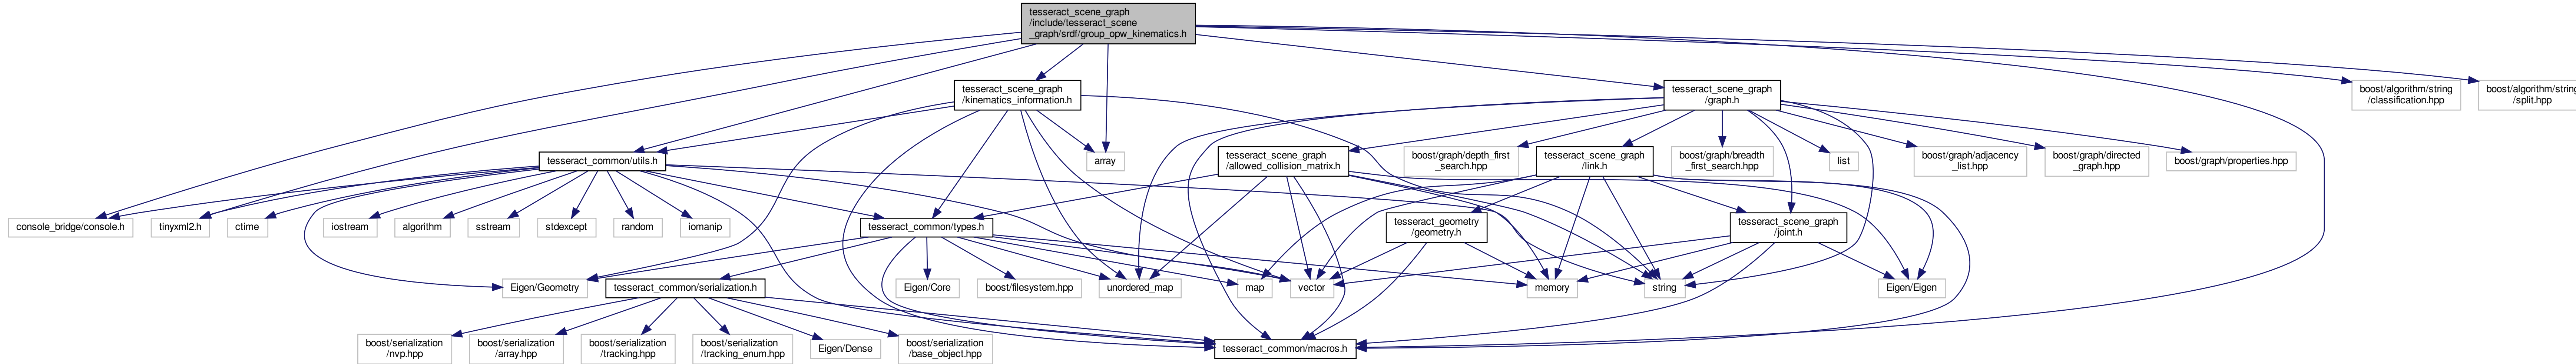 tesseract_scene_graph
/include/tesseract_scene
_graph/srdf/group_opw_kinematics.h
tesseract_scene_graph
/kinematics_information.h
tesseract_scene_graph
/graph.h
boost/algorithm/string
/classification.hpp
boost/algorithm/string
/split.hpp
tesseract_common/utils.h
array
tesseract_scene_graph
/allowed_collision_matrix.h
boost/graph/depth_first
_search.hpp
tesseract_scene_graph
/link.h
boost/graph/breadth
_first_search.hpp
list
boost/graph/adjacency
_list.hpp
boost/graph/directed
_graph.hpp
boost/graph/properties.hpp
console_bridge/console.h
tinyxml2.h
ctime
iostream
algorithm
sstream
stdexcept
random
iomanip
tesseract_common/types.h
tesseract_geometry
/geometry.h
tesseract_scene_graph
/joint.h
Eigen/Geometry
tesseract_common/serialization.h
Eigen/Core
boost/filesystem.hpp
unordered_map
map
vector
memory
string
Eigen/Eigen
boost/serialization
/nvp.hpp
boost/serialization
/array.hpp
boost/serialization
/tracking.hpp
boost/serialization
/tracking_enum.hpp
Eigen/Dense
boost/serialization
/base_object.hpp
tesseract_common/macros.h